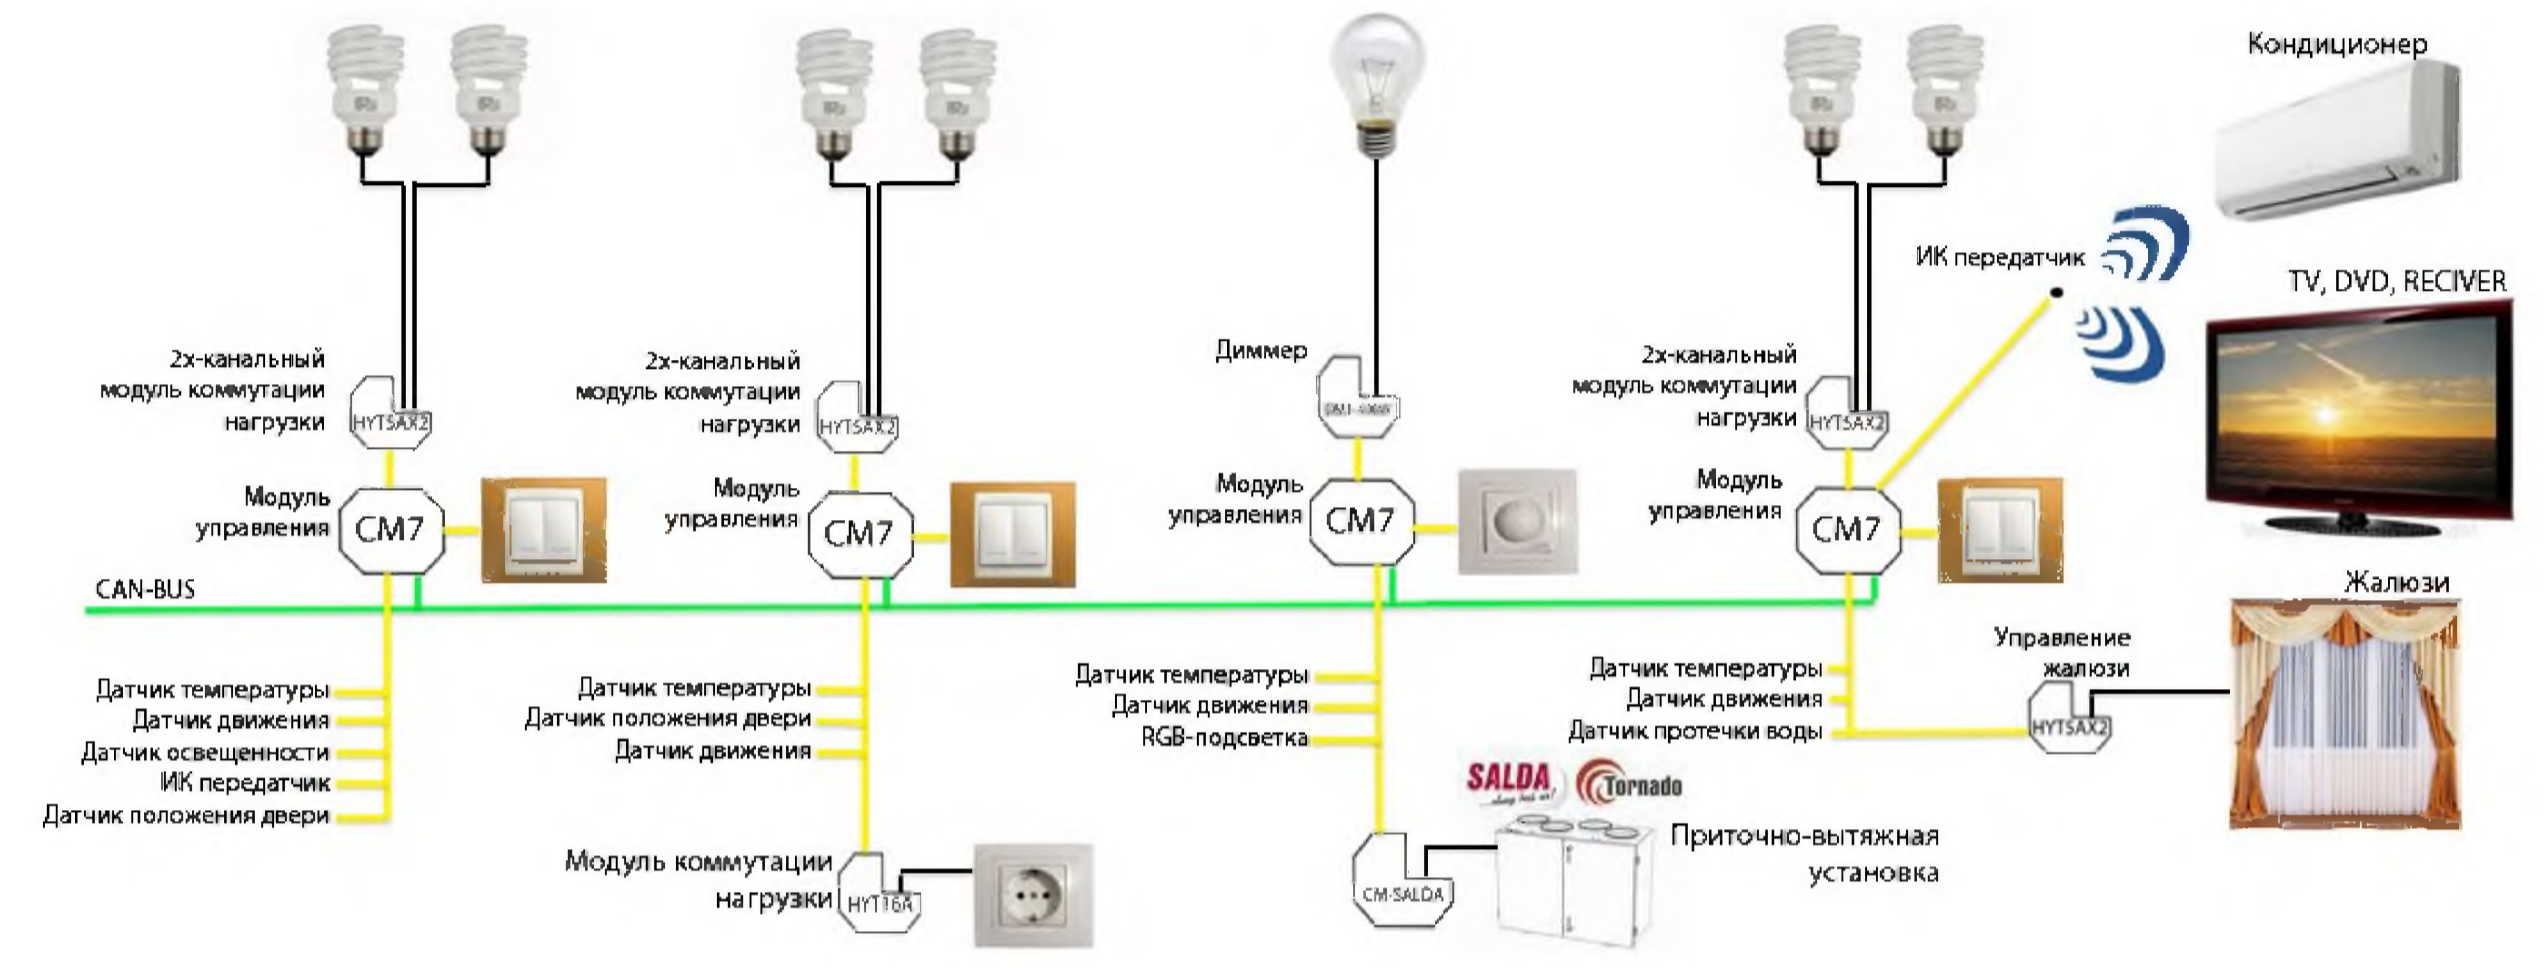 Кондиционер
ИК передатчик
TV, DVD, RECIVER
2х-канальный
модуль коммутации
нагрузки
HYTSAX2
2х-канальный
модуль коммутации
нагрузки
HYTSAX2
Диммер
2х-канальный
модуль коммутации
нагрузки
HYTSAX2
Модуль
управления
CM7
Модуль
управления
CM7
Модуль
управления
CM7
Модуль
управления
CM7
CAN-BUS
Жалюзи
Управление
жалюзи
HYTSAX2
Датчик температуры
Датчик движения
Датчик освещенности
ИК передатчик
Датчик положения двери
Датчик температуры
Датчик положения двери
Датчик движения
Модуль коммутации
нагрузки
HYT16A
Датчик температуры
Датчик движения
RGB-подсветка
SALDA
Tornado
CM-SALDA
Приточно-вытяжная
установка
Датчик температуры
Датчик движения
Датчик протечки воды